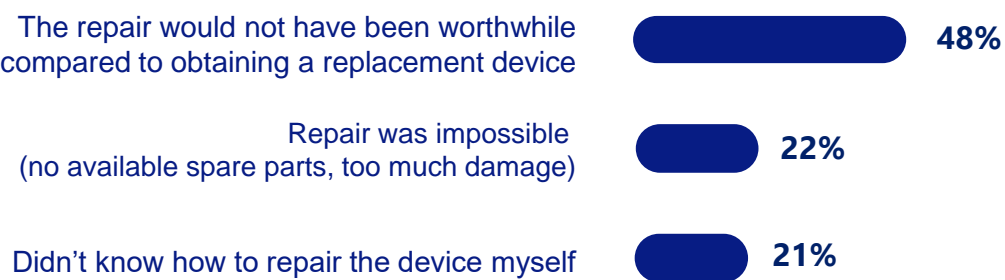 The repair would not have been worthwhile
compared to obtaining a replacement device
48%
Repair was impossible
(no available spare parts, too much damage)
22%
Didn’t know how to repair the device myself
21%